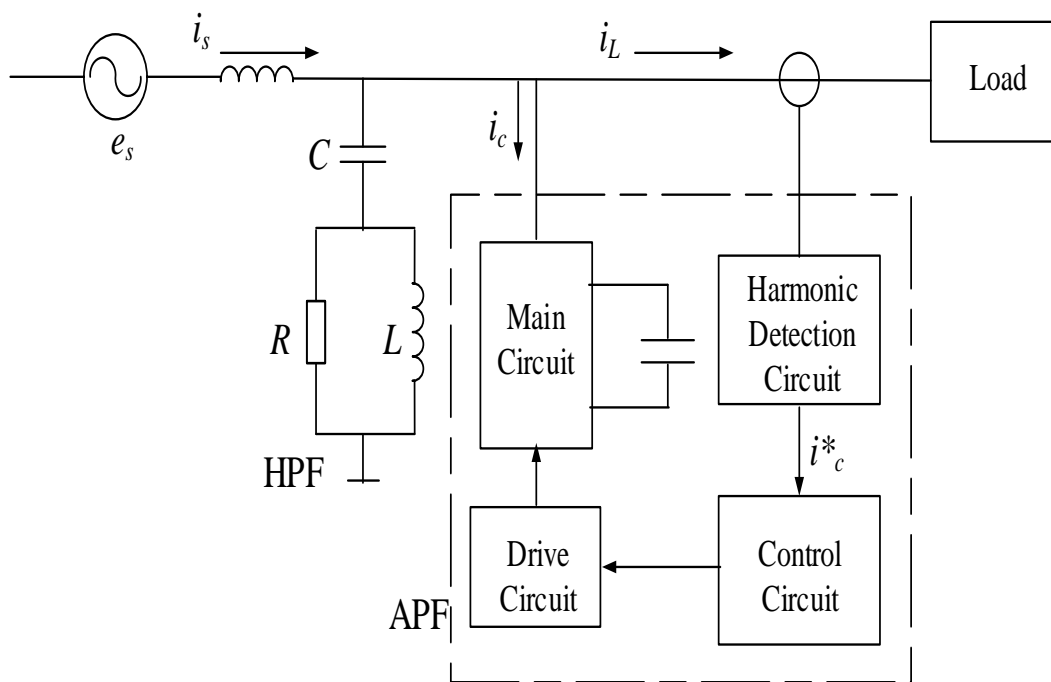 i_s
i_L
Load
e_s
C
i_c
R
L
Main
Circuit
Harmonic
Detection
Circuit
HPF
i*_c
Drive
Circuit
Control
Circuit
APF